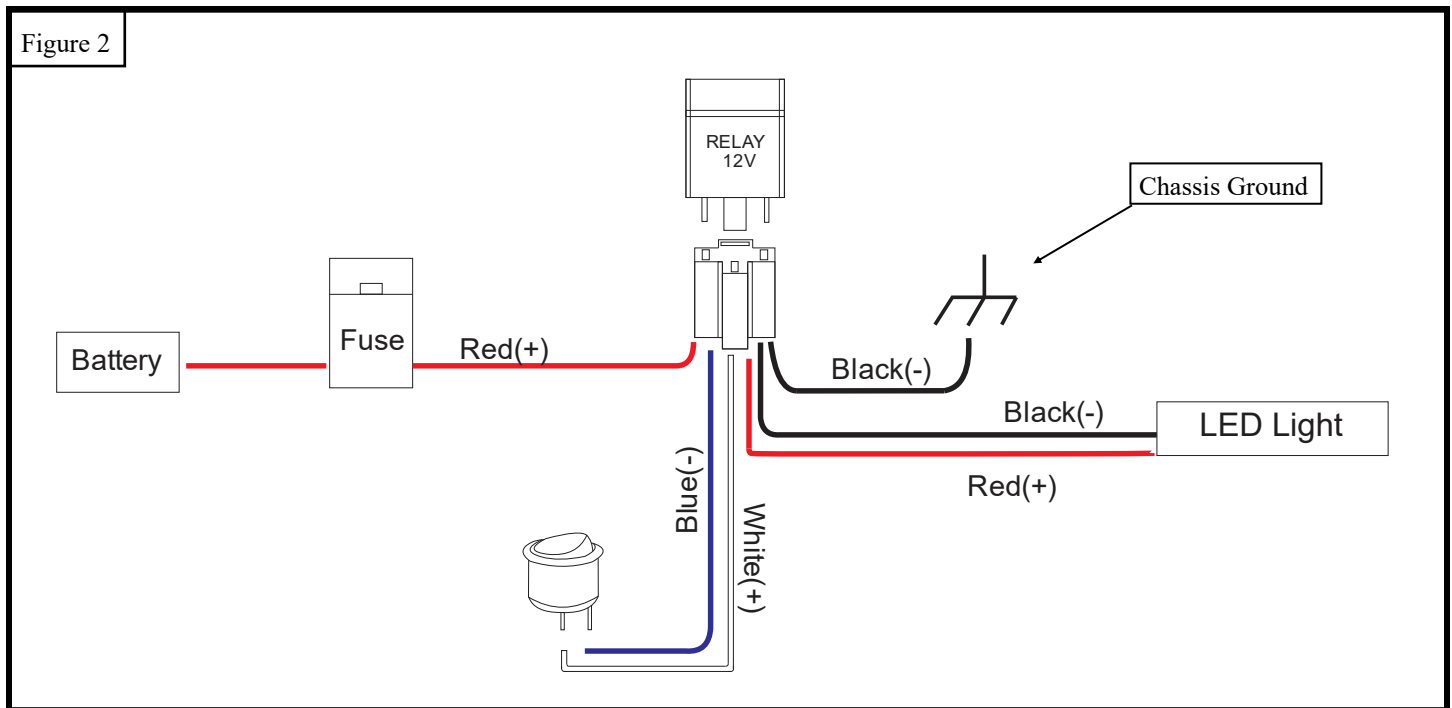 Figure 2
RELAY
12V
Chassis Ground
Battery
Fuse
Red(+)
Black(-)
Black(-)
LED Light
Red(+)
Blue(-)
White(+)